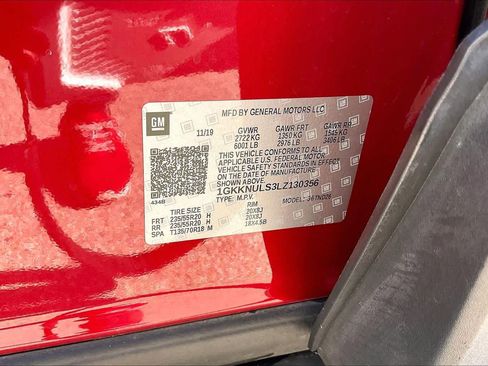 GM
MFD BY GENERAL MOTORS LLC
11/19 GVWR GAWR FRT GAWR RR
2722 KG 1350 KG 1545 KG
6001 LB 2976 LB 3406 LB
THIS VEHICLE CONFORMS TO ALL
APPLICABLE U.S. FEDERAL MOTOR
VEHICLE SAFETY STANDARDS IN EFFECT
ON THE DATE OF MANUFACTURE
SHOWN ABOVE.
1GKKNULS3LZ130356
434B TYPE: M.P.V. MODEL:
TIRE SIZE RIM
FRT 235/55R20 H 20X8J
RR 235/55R20 H 20X8J
SPA T135/70R18 M 18X4.5B